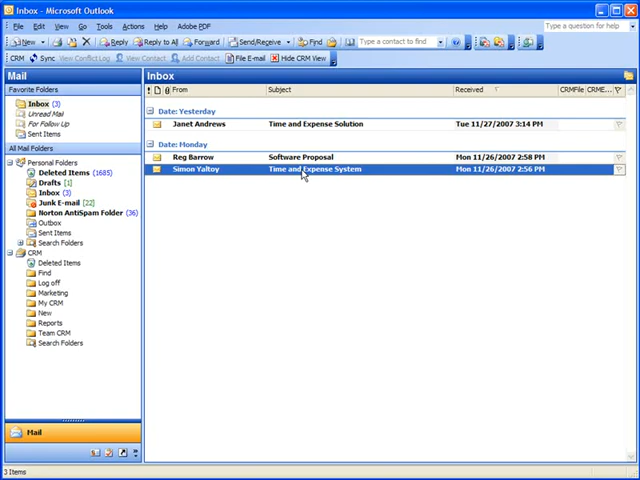 Inbox - Microsoft Outlook
File Edit View Go Tools Actions Help Adobe PDF Type a question for help
New Reply Reply to All Forward Send/Receive Find Type a contact to find
CRM Sync View Conflict Log View Contact Add Contact File E-mail Hide CRM View
Mail
Inbox
Favorite Folders
! From Subject Received CRMFile CRME...
Inbox (3)
Unread Mail
For Follow Up
Sent Items
Date: Yesterday
Janet Andrews Time and Expense Solution Tue 11/27/2007 3:14 PM
Date: Monday
Reg Barrow Software Proposal Mon 11/26/2007 2:58 PM
Simon Yaltoy Time and Expense System Mon 11/26/2007 2:56 PM
All Mail Folders
Personal Folders
Deleted Items (1685)
Drafts [1]
Inbox (3)
Junk E-mail [22]
Norton AntiSpam Folder (36)
Outbox
Sent Items
Search Folders
CRM
Deleted Items
Find
Log off
Marketing
My CRM
New
Reports
Team CRM
Search Folders
Mail
3 Items